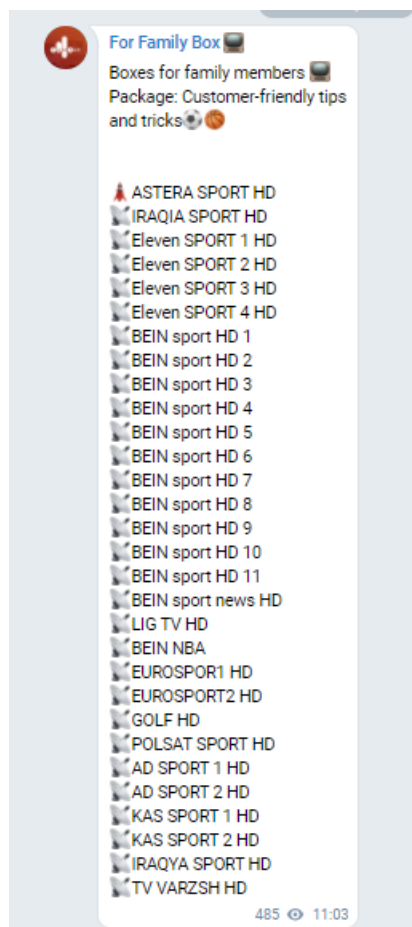 For Family Box
Boxes for family members
Package: Customer-friendly tips
and tricks
ASTERA SPORT HD
IRAQIA SPORT HD
Eleven SPORT 1 HD
Eleven SPORT 2 HD
Eleven SPORT 3 HD
Eleven SPORT 4 HD
BEIN sport HD 1
BEIN sport HD 2
BEIN sport HD 3
BEIN sport HD 4
BEIN sport HD 5
BEIN sport HD 6
BEIN sport HD 7
BEIN sport HD 8
BEIN sport HD 9
BEIN sport HD 10
BEIN sport HD 11
BEIN sport news HD
LIG TV HD
BEIN NBA
EUROSPOR1 HD
EUROSPORT2 HD
GOLF HD
POLSAT SPORT HD
AD SPORT 1 HD
AD SPORT 2 HD
KAS SPORT 1 HD
KAS SPORT 2 HD
IRAQYA SPORT HD
TV VARZSH HD
485 11:03